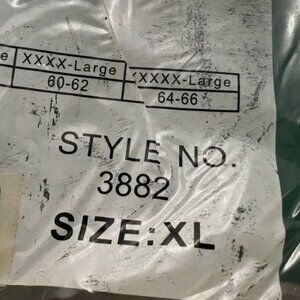 XXXX-Large
XXXX-Large
60-62
64-66
STYLE NO.
3882
SIZE:XL